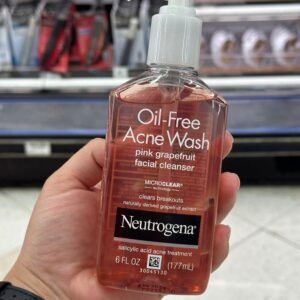 Oil-Free
Acne Wash
pink grapefruit
facial cleanser
MICROCLEAR®
technology
clears breakouts
naturally derived grapefruit extract
Neutrogena®
salicylic acid acne treatment
6 FL OZ (177mL)